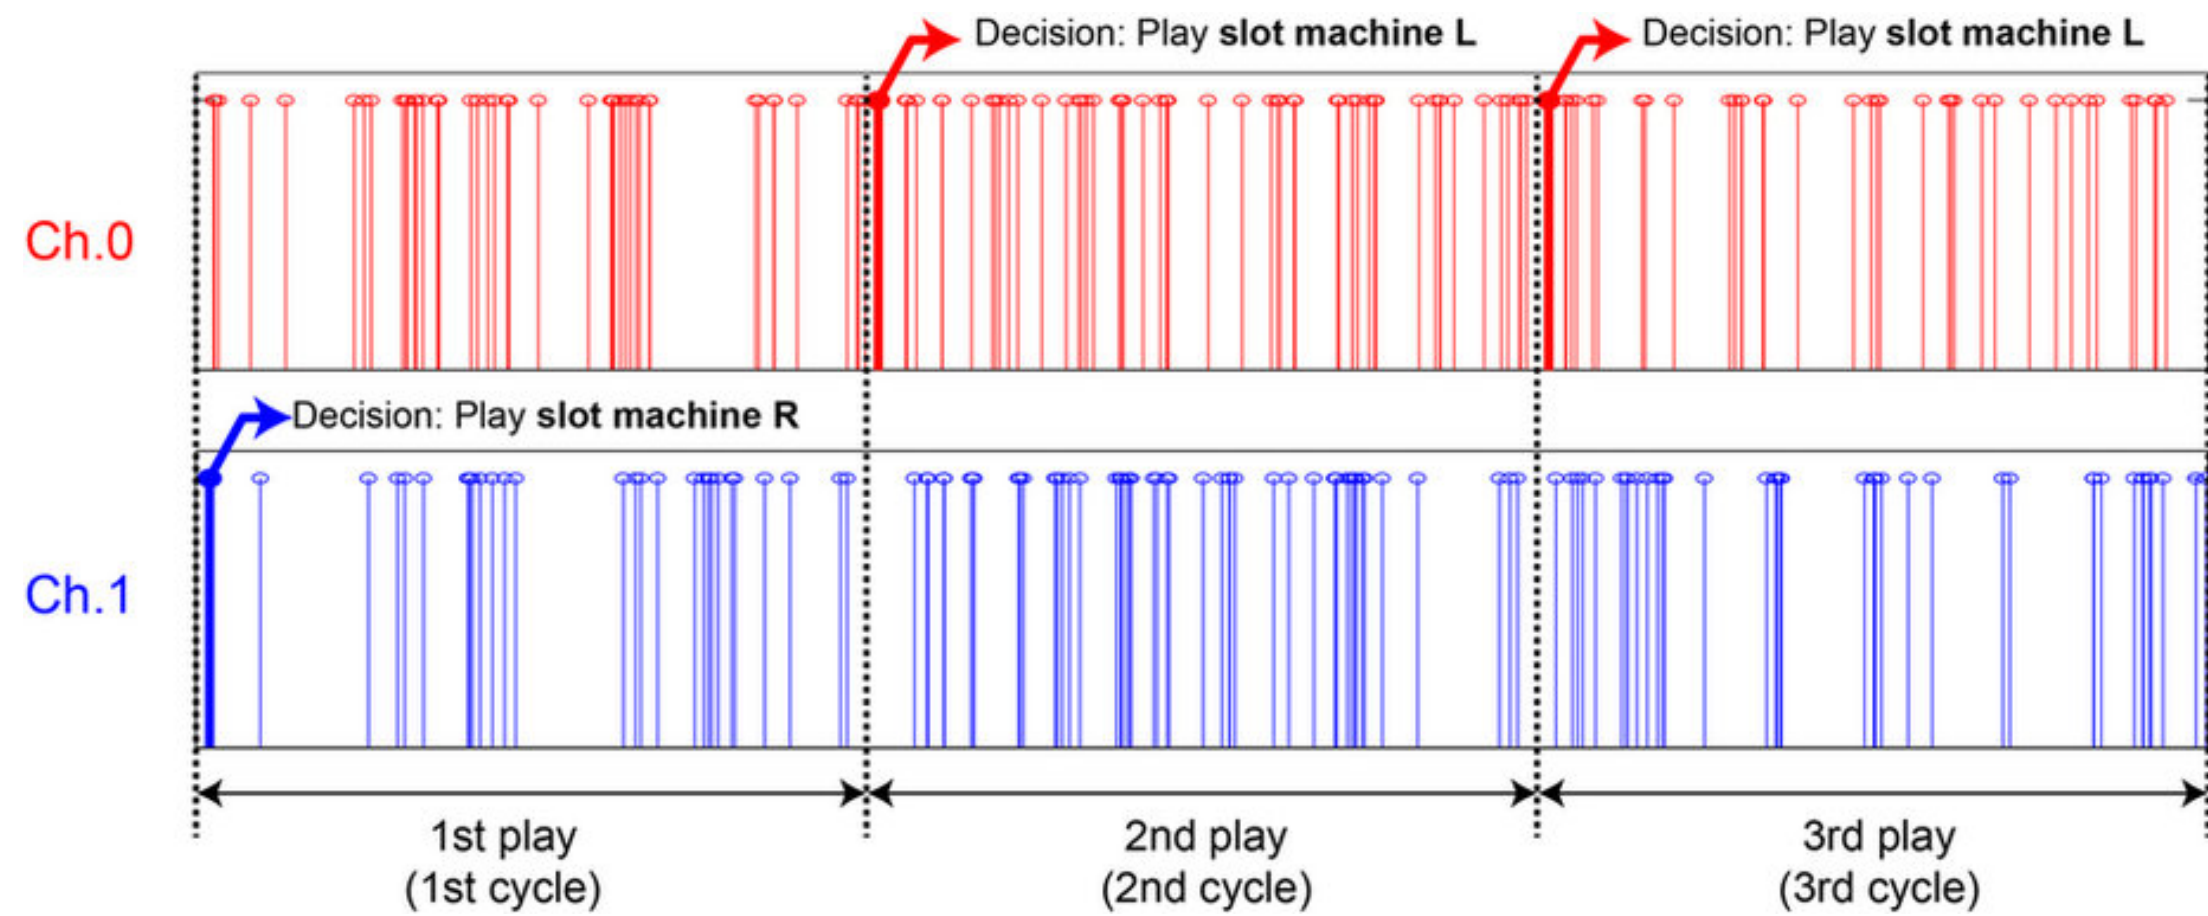 Decision: Play slot machine L
Decision: Play slot machine L
Ch.0
Decision: Play slot machine R
Ch.1
1st play
(1st cycle)
2nd play
(2nd cycle)
3rd play
(3rd cycle)